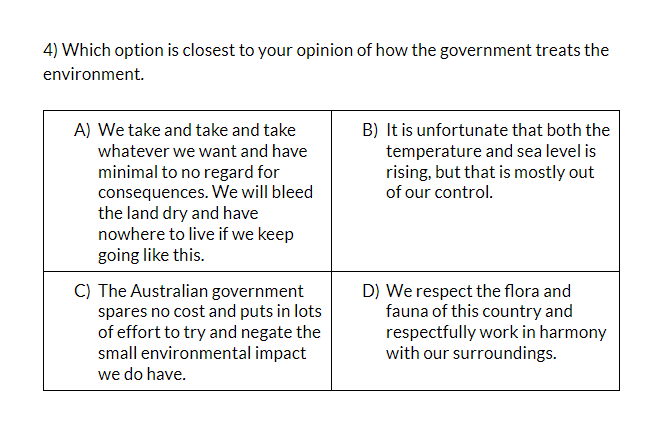 4) Which option is closest to your opinion of how the government treats the
environment.
A) We take and take and take
whatever we want and have
minimal to no regard for
consequences. We will bleed
the land dry and have
nowhere to live if we keep
going like this.
B) It is unfortunate that both the
temperature and sea level is
rising, but that is mostly out
of our control.
C) The Australian government
spares no cost and puts in lots
of effort to try and negate the
small environmental impact
we do have.
D) We respect the flora and
fauna of this country and
respectfully work in harmony
with our surroundings.